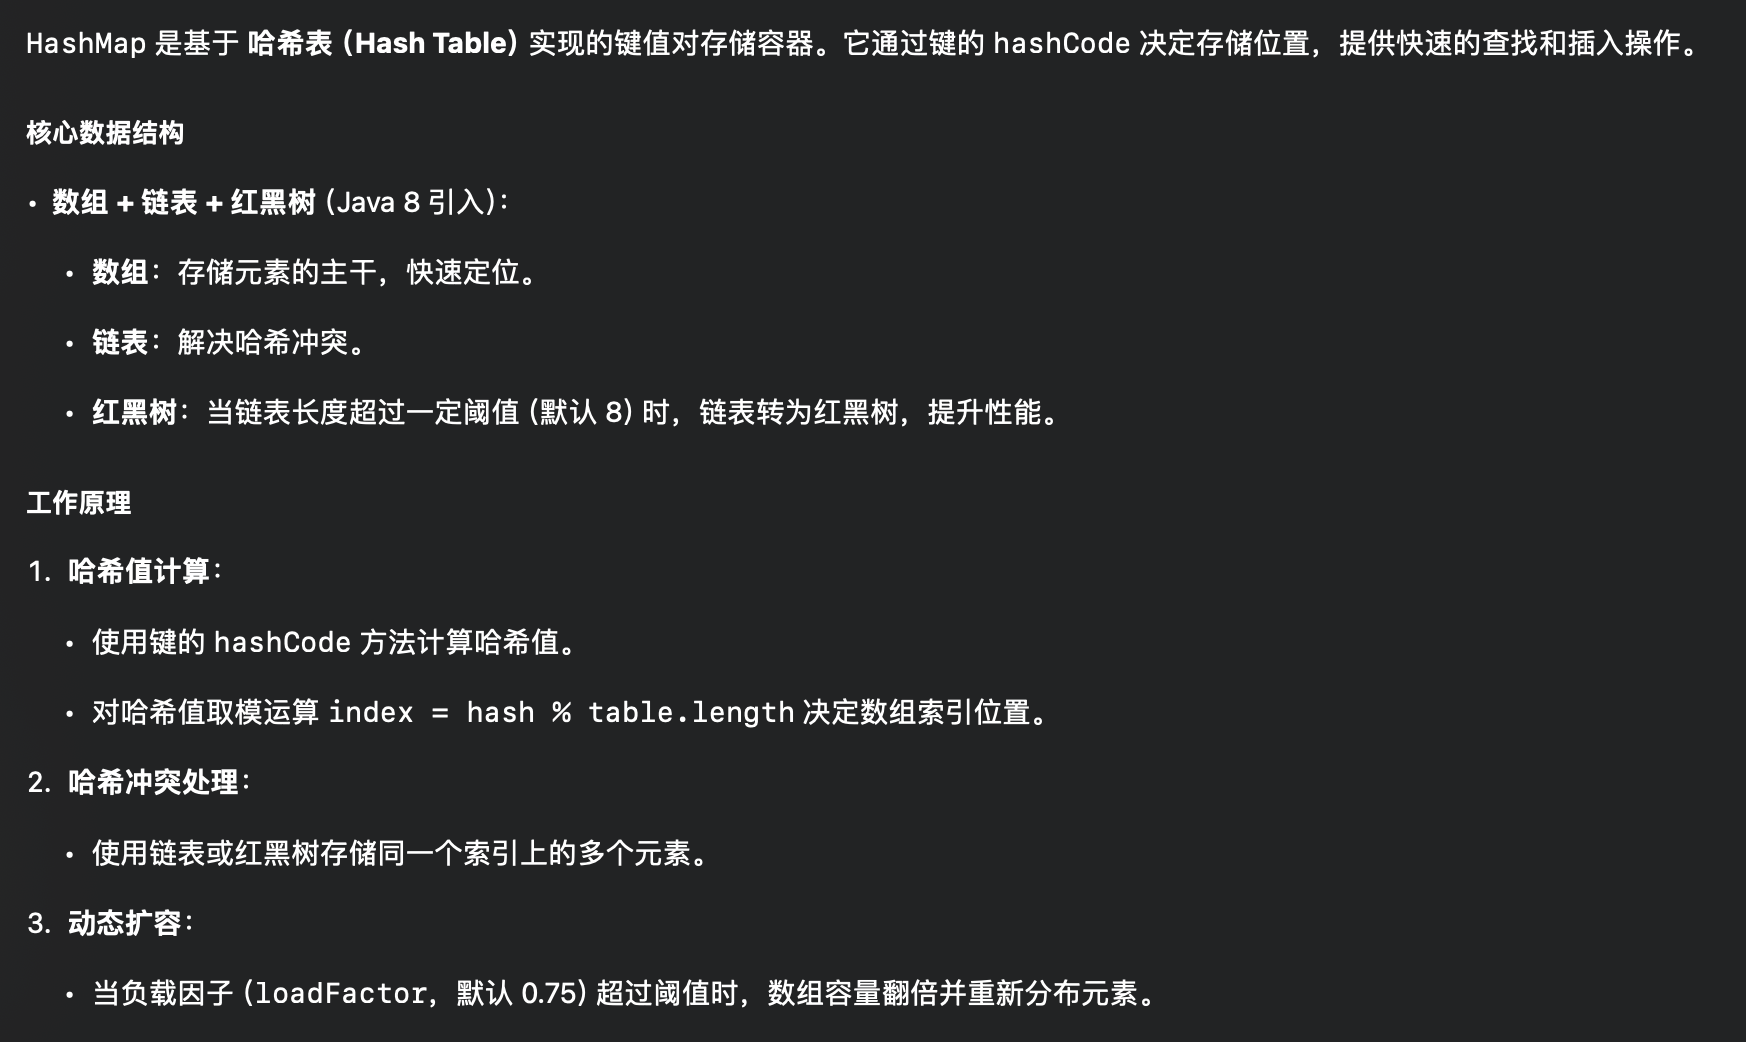 HashMap 是基于 哈希表 (Hash Table) 实现的键值对存储容器。它通过键的 hashCode 决定存储位置，提供快速的查找和插入操作。
核心数据结构
• 数组 + 链表 + 红黑树 (Java 8 引入)：
• 数组：存储元素的主干，快速定位。
• 链表：解决哈希冲突。
• 红黑树：当链表长度超过一定阈值 (默认 8) 时，链表转为红黑树，提升性能。
工作原理
1. 哈希值计算：
• 使用键的 hashCode 方法计算哈希值。
• 对哈希值取模运算 index = hash % table.length 决定数组索引位置。
2. 哈希冲突处理：
• 使用链表或红黑树存储同一个索引上的多个元素。
3. 动态扩容：
• 当负载因子 (loadFactor，默认 0.75) 超过阈值时，数组容量翻倍并重新分布元素。